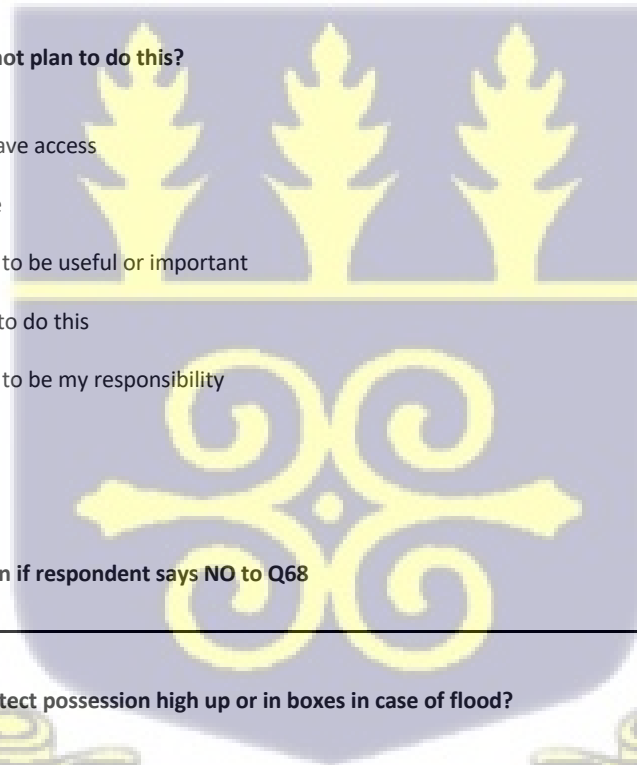 not plan to do this?
ave access
to be useful or important
to do this
to be my responsibility
n if respondent says NO to Q68
tect possession high up or in boxes in case of flood?